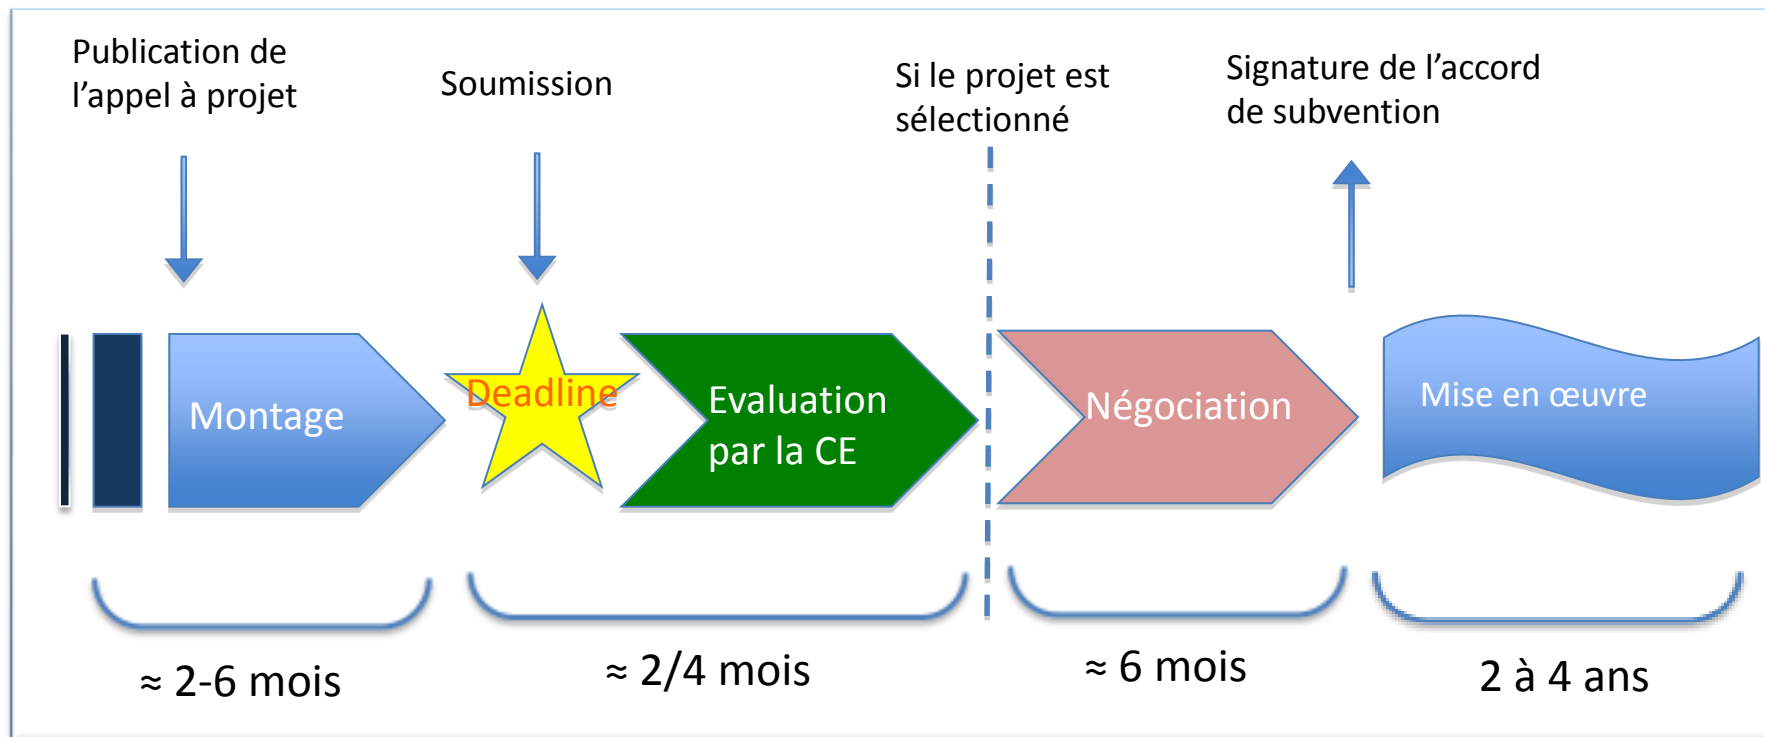 Publication de
l’appel à projet
Soumission
Si le projet est
sélectionné
Signature de l’accord
de subvention
Montage
Deadline
Evaluation
par la CE
Négociation
Mise en œuvre
≈ 2-6 mois
≈ 2/4 mois
≈ 6 mois
2 à 4 ans